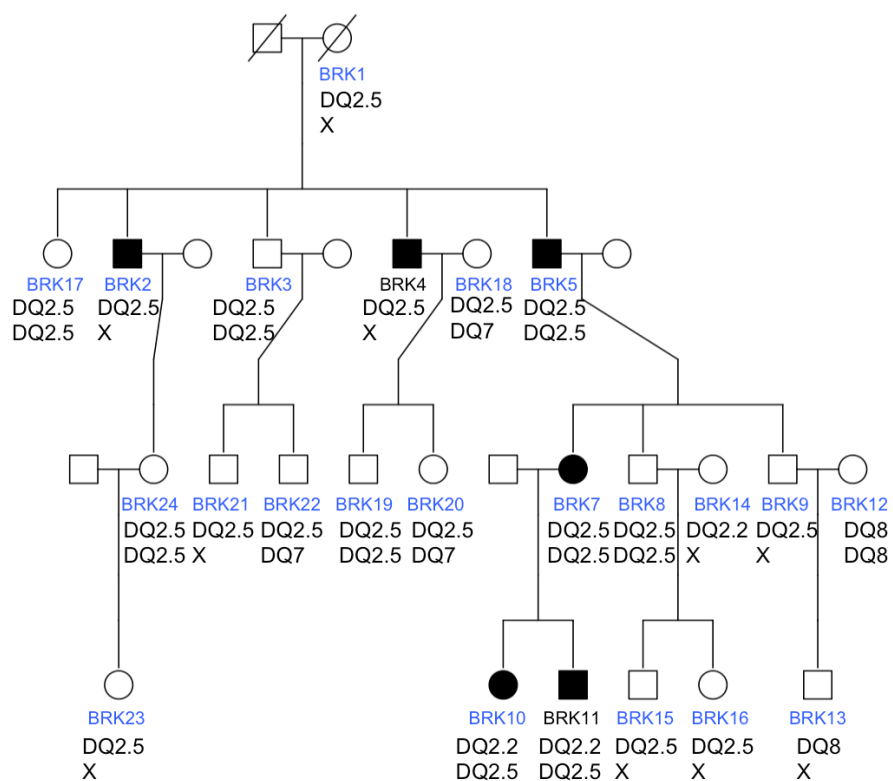 BRK1
DQ2.5
X
BRK17 BRK2 BRK3 BRK4 BRK18 BRK5
DQ2.5 DQ2.5 DQ2.5 DQ2.5 DQ2.5 DQ2.5
DQ2.5 X DQ2.5 X DQ7 DQ2.5
BRK24 BRK21 BRK22 BRK19 BRK20 BRK7 BRK8 BRK14 BRK9 BRK12
DQ2.5 DQ2.5 DQ2.5 DQ2.5 DQ2.5 DQ2.5 DQ2.5 DQ2.2 DQ2.5 DQ8
DQ2.5 X DQ7 DQ2.5 DQ7 DQ2.5 DQ2.5 X X DQ8
BRK23 BRK10 BRK11 BRK15 BRK16 BRK13
DQ2.5 DQ2.2 DQ2.2 DQ2.5 DQ2.5 DQ8
X DQ2.5 DQ2.5 X X X